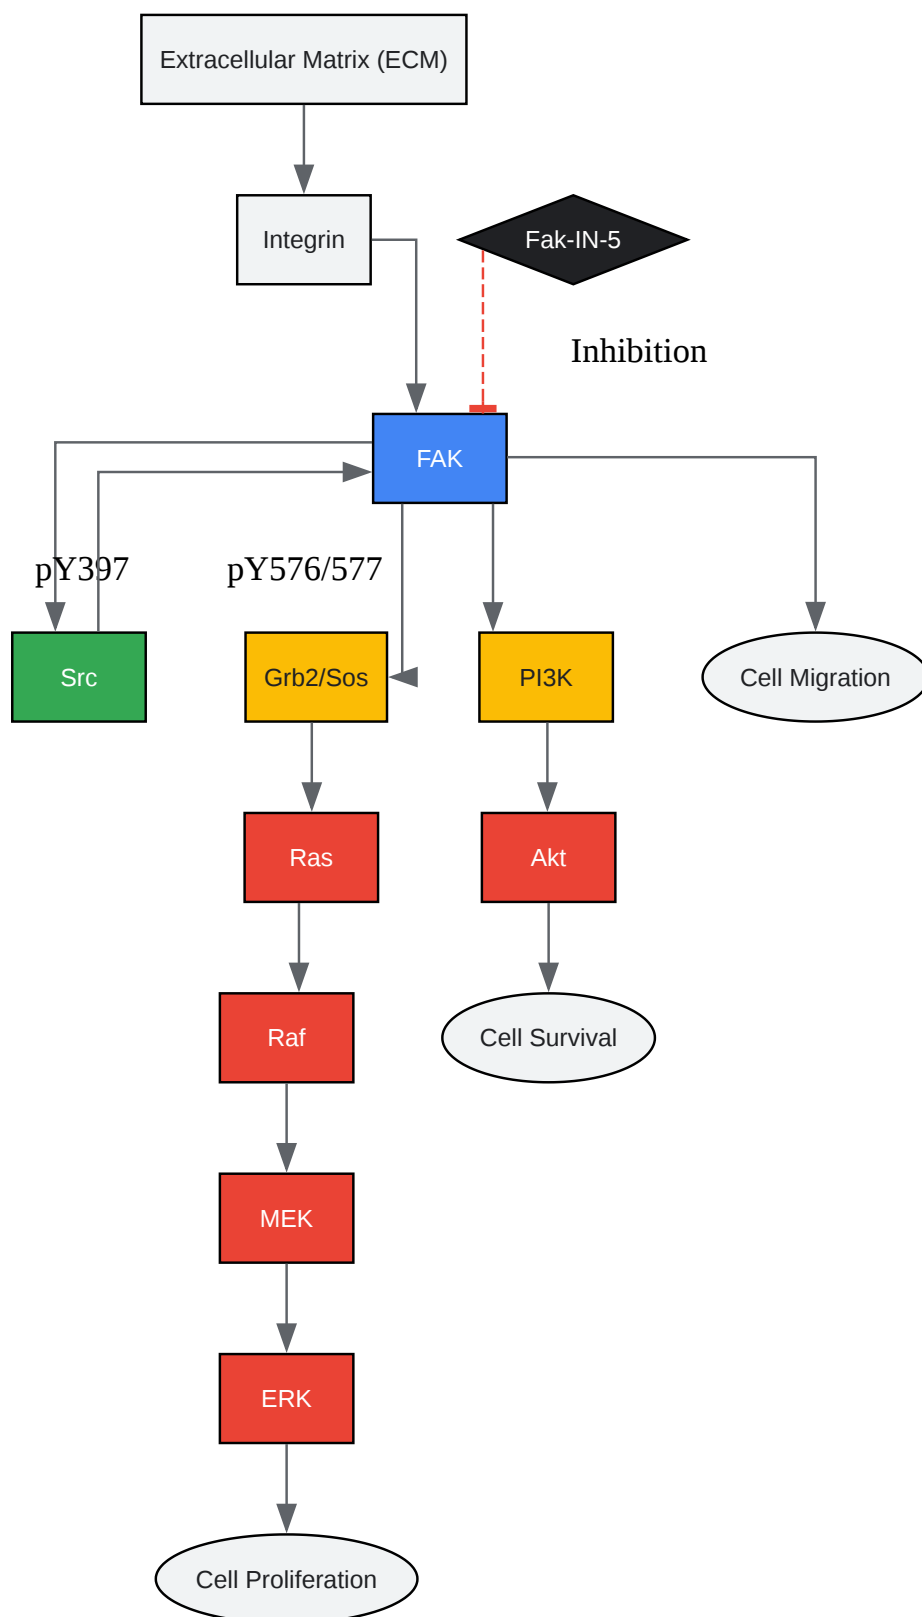 Extracellular Matrix (ECM)
Integrin
Fak-IN-5
Inhibition
FAK
pY397
pY576/577
Src
Grb2/Sos
PI3K
Cell Migration
Ras
Akt
Raf
Cell Survival
MEK
ERK
Cell Proliferation